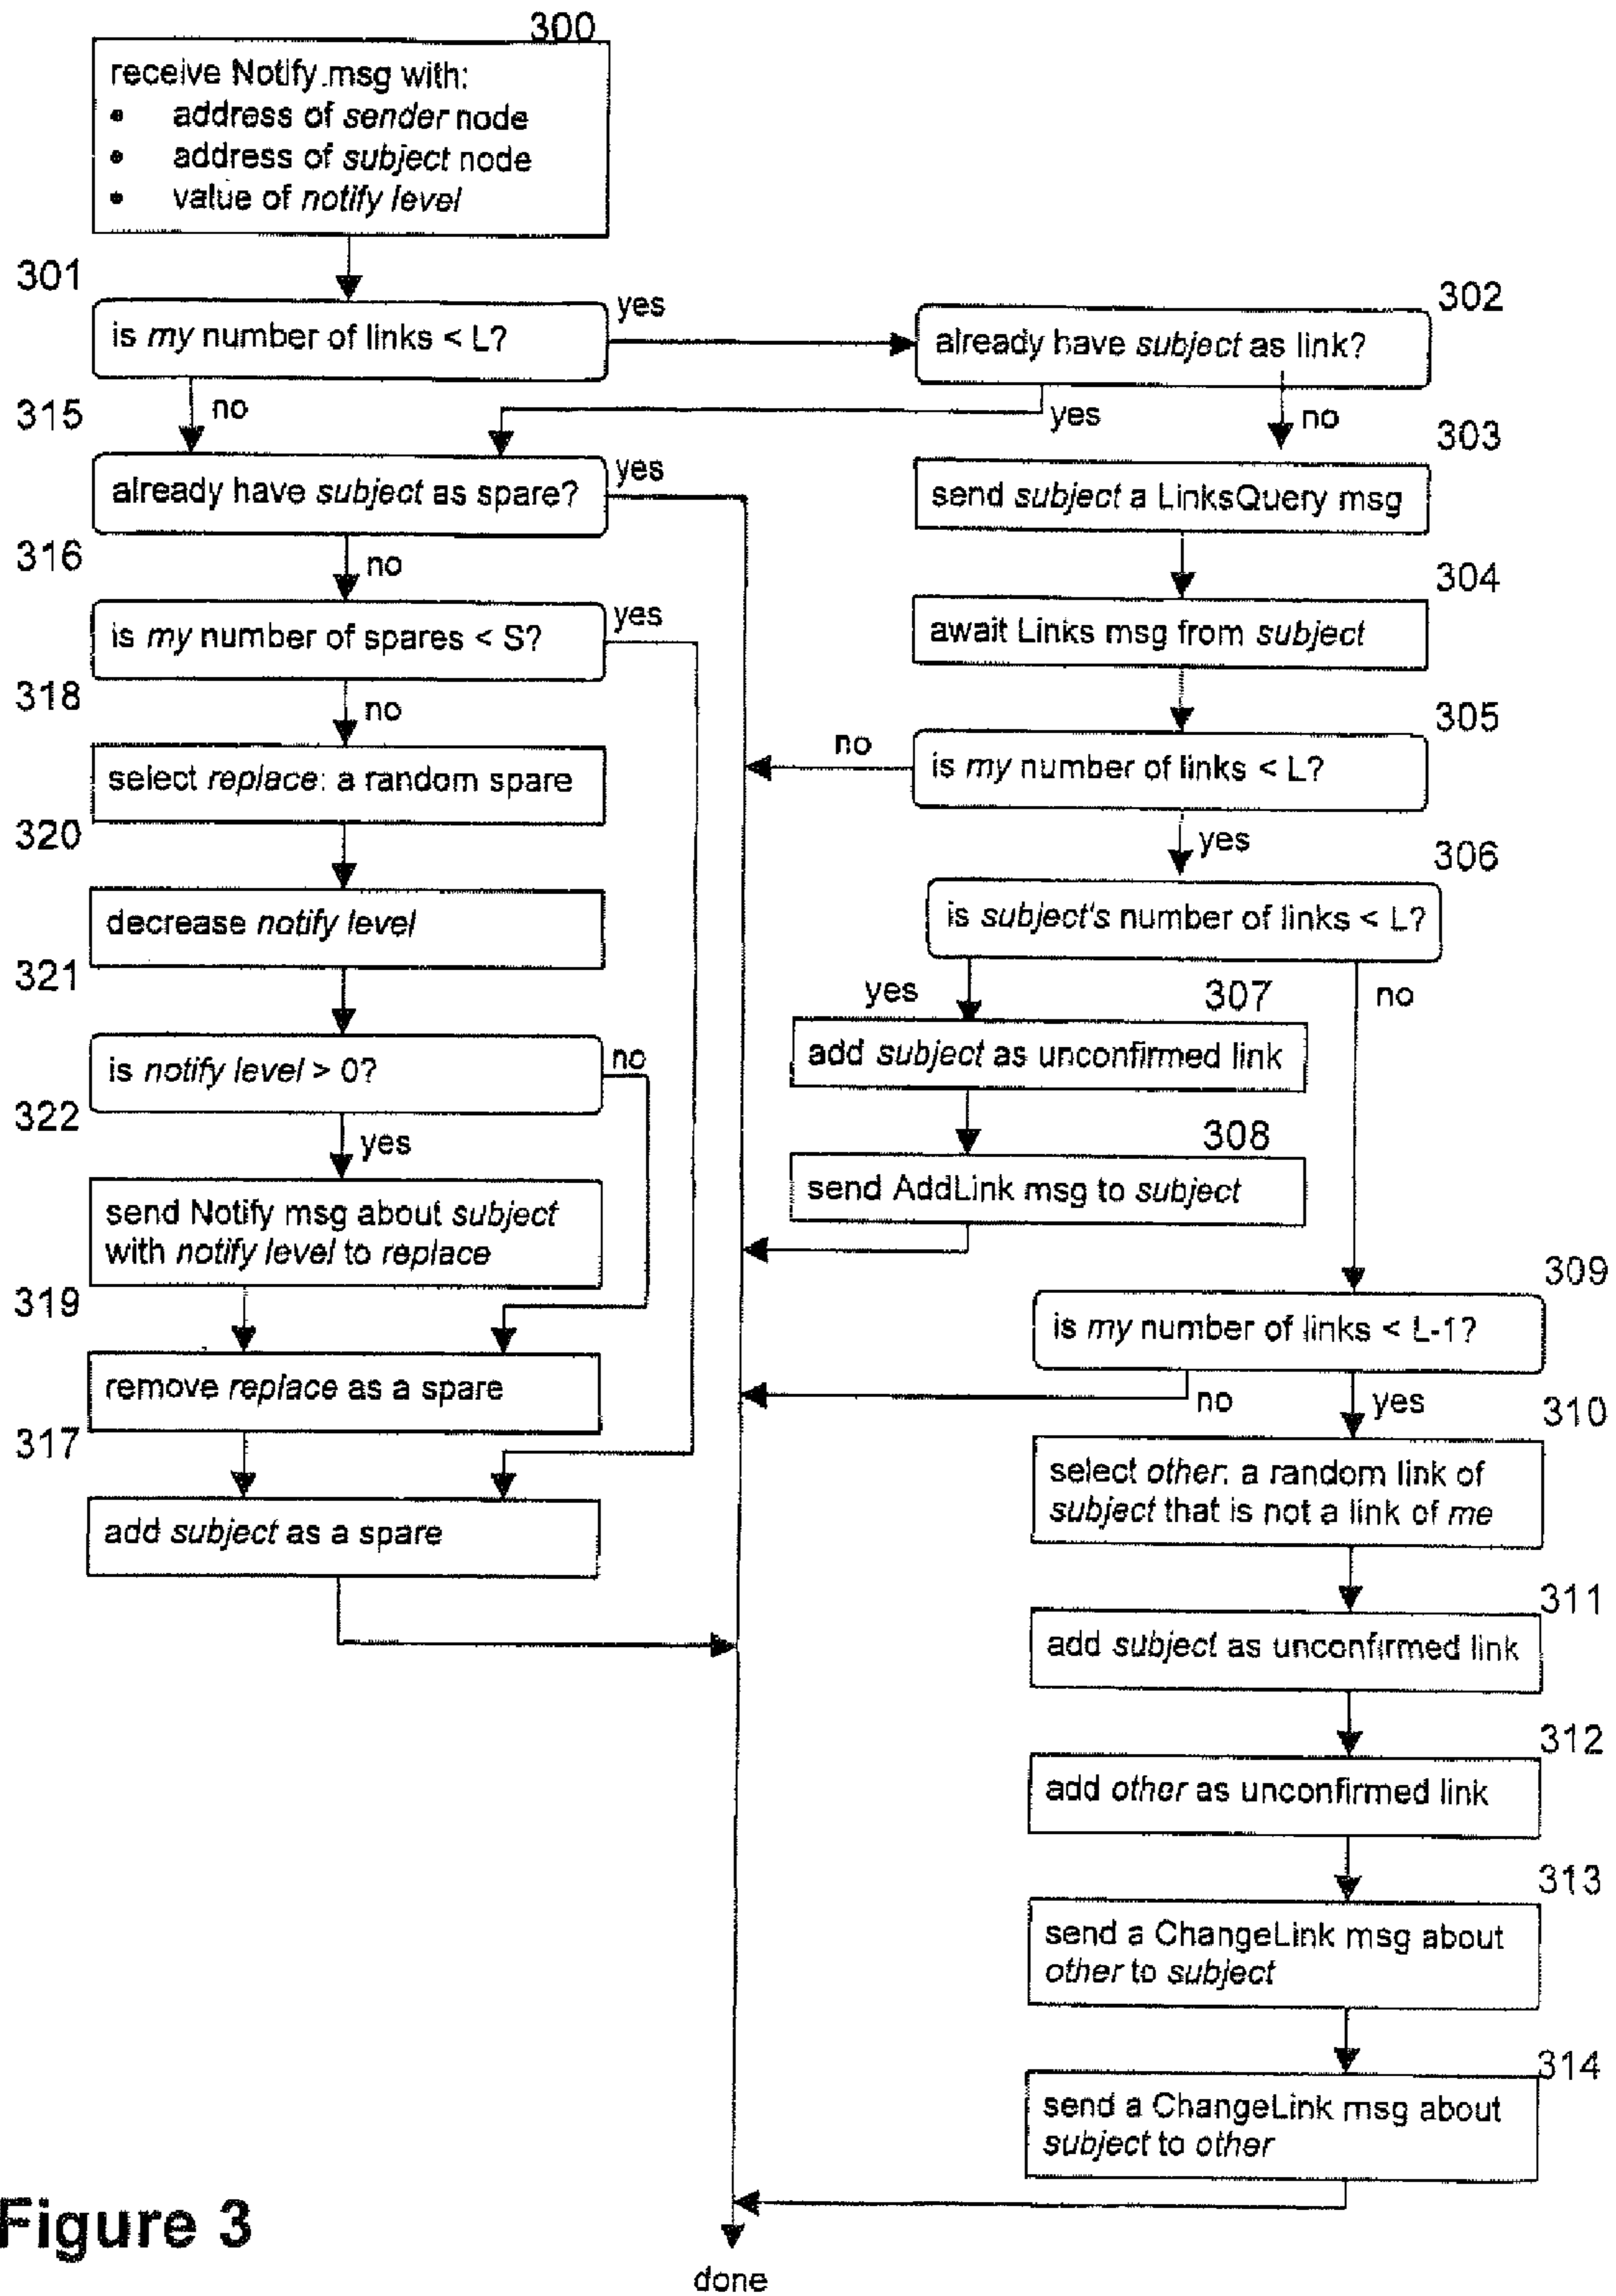 300
receive Notify.msg with:
• address of sender node
• address of subject node
• value of notify level
301
is my number of links < L?
yes
no
302
already have subject as link?
yes
no
315
already have subject as spare?
yes
no
303
send subject a LinksQuery msg
316
is my number of spares < S?
yes
no
304
await Links msg from subject
318
select replace: a random spare
305
is my number of links < L?
no
yes
320
decrease notify level
306
is subject's number of links < L?
yes
no
321
is notify level > 0?
no
yes
307
add subject as unconfirmed link
322
send Notify msg about subject
with notify level to replace
308
send AddLink msg to subject
319
remove replace as a spare
309
is my number of links < L-1?
no
yes
317
add subject as a spare
310
select other: a random link of
subject that is not a link of me
311
add subject as unconfirmed link
312
add other as unconfirmed link
313
send a ChangeLink msg about
other to subject
314
send a ChangeLink msg about
subject to other
Figure 3
done